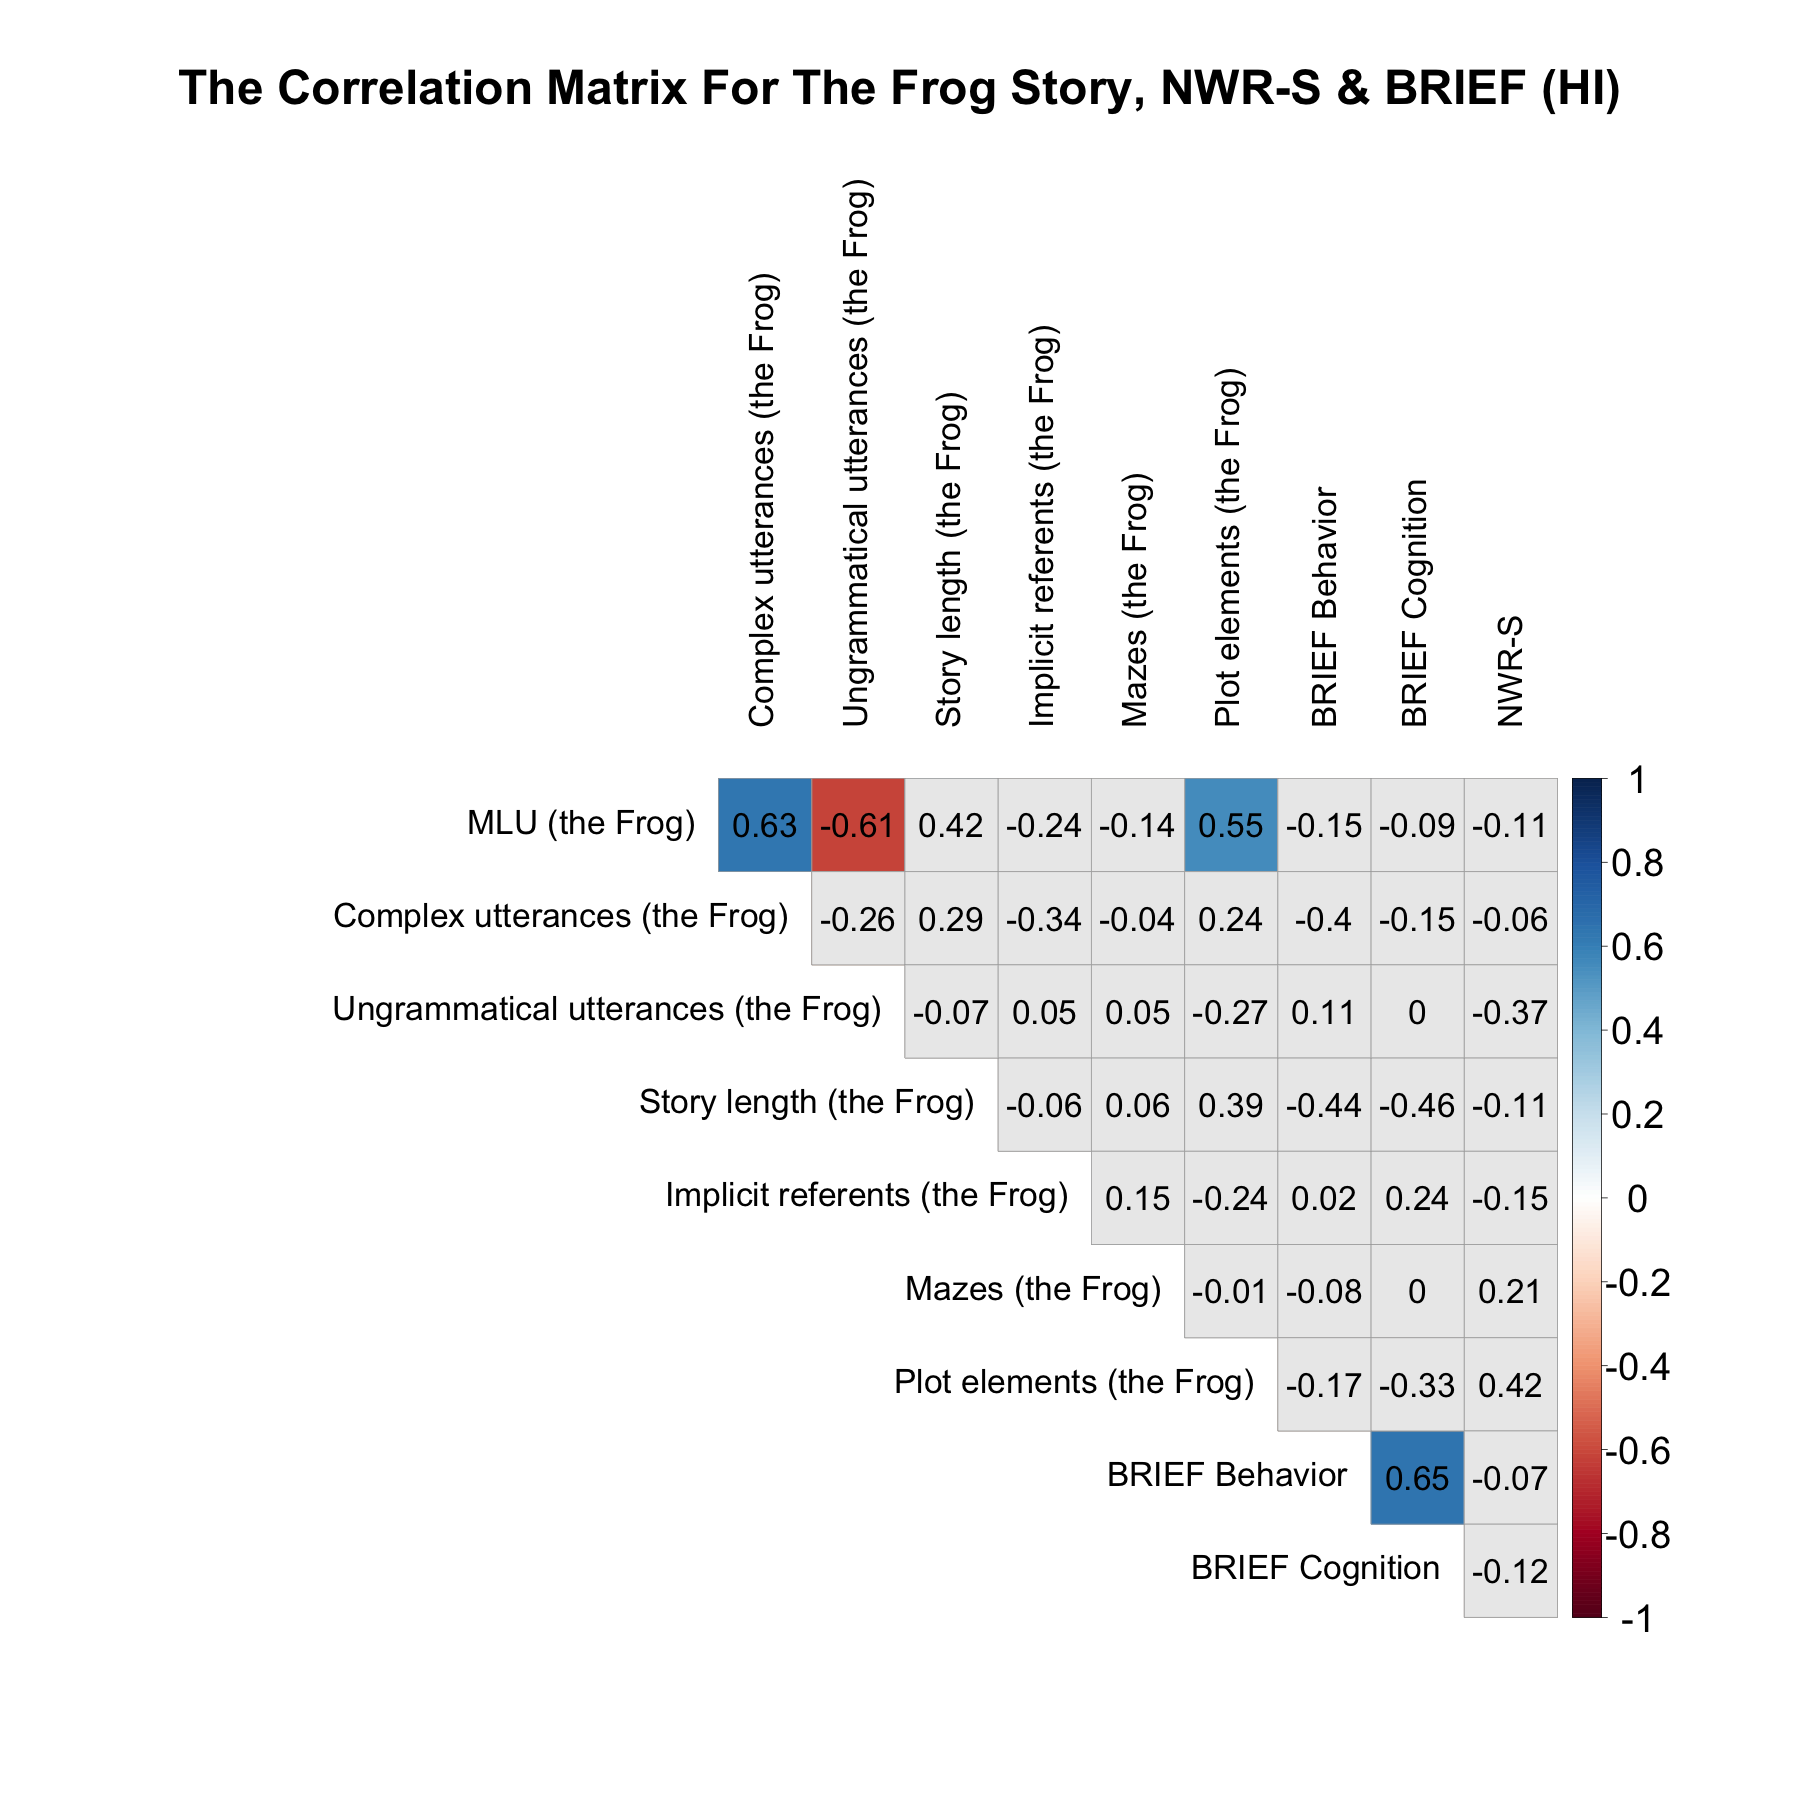 The Correlation Matrix For The Frog Story, NWR-S & BRIEF (HI)
Complex utterances (the Frog)
Ungrammatical utterances (the Frog)
Story length (the Frog)
Implicit referents (the Frog)
Mazes (the Frog)
Plot elements (the Frog)
BRIEF Behavior
BRIEF Cognition
NWR-S
MLU (the Frog) 0.63 -0.61 0.42 -0.24 -0.14 0.55 -0.15 -0.09 -0.11
Complex utterances (the Frog) -0.26 0.29 -0.34 -0.04 0.24 -0.4 -0.15 -0.06
Ungrammatical utterances (the Frog) -0.07 0.05 0.05 -0.27 0.11 0 -0.37
Story length (the Frog) -0.06 0.06 0.39 -0.44 -0.46 -0.11
Implicit referents (the Frog) 0.15 -0.24 0.02 0.24 -0.15
Mazes (the Frog) -0.01 -0.08 0 0.21
Plot elements (the Frog) -0.17 -0.33 0.42
BRIEF Behavior 0.65 -0.07
BRIEF Cognition -0.12
1
0.8
0.6
0.4
0.2
0
-0.2
-0.4
-0.6
-0.8
-1